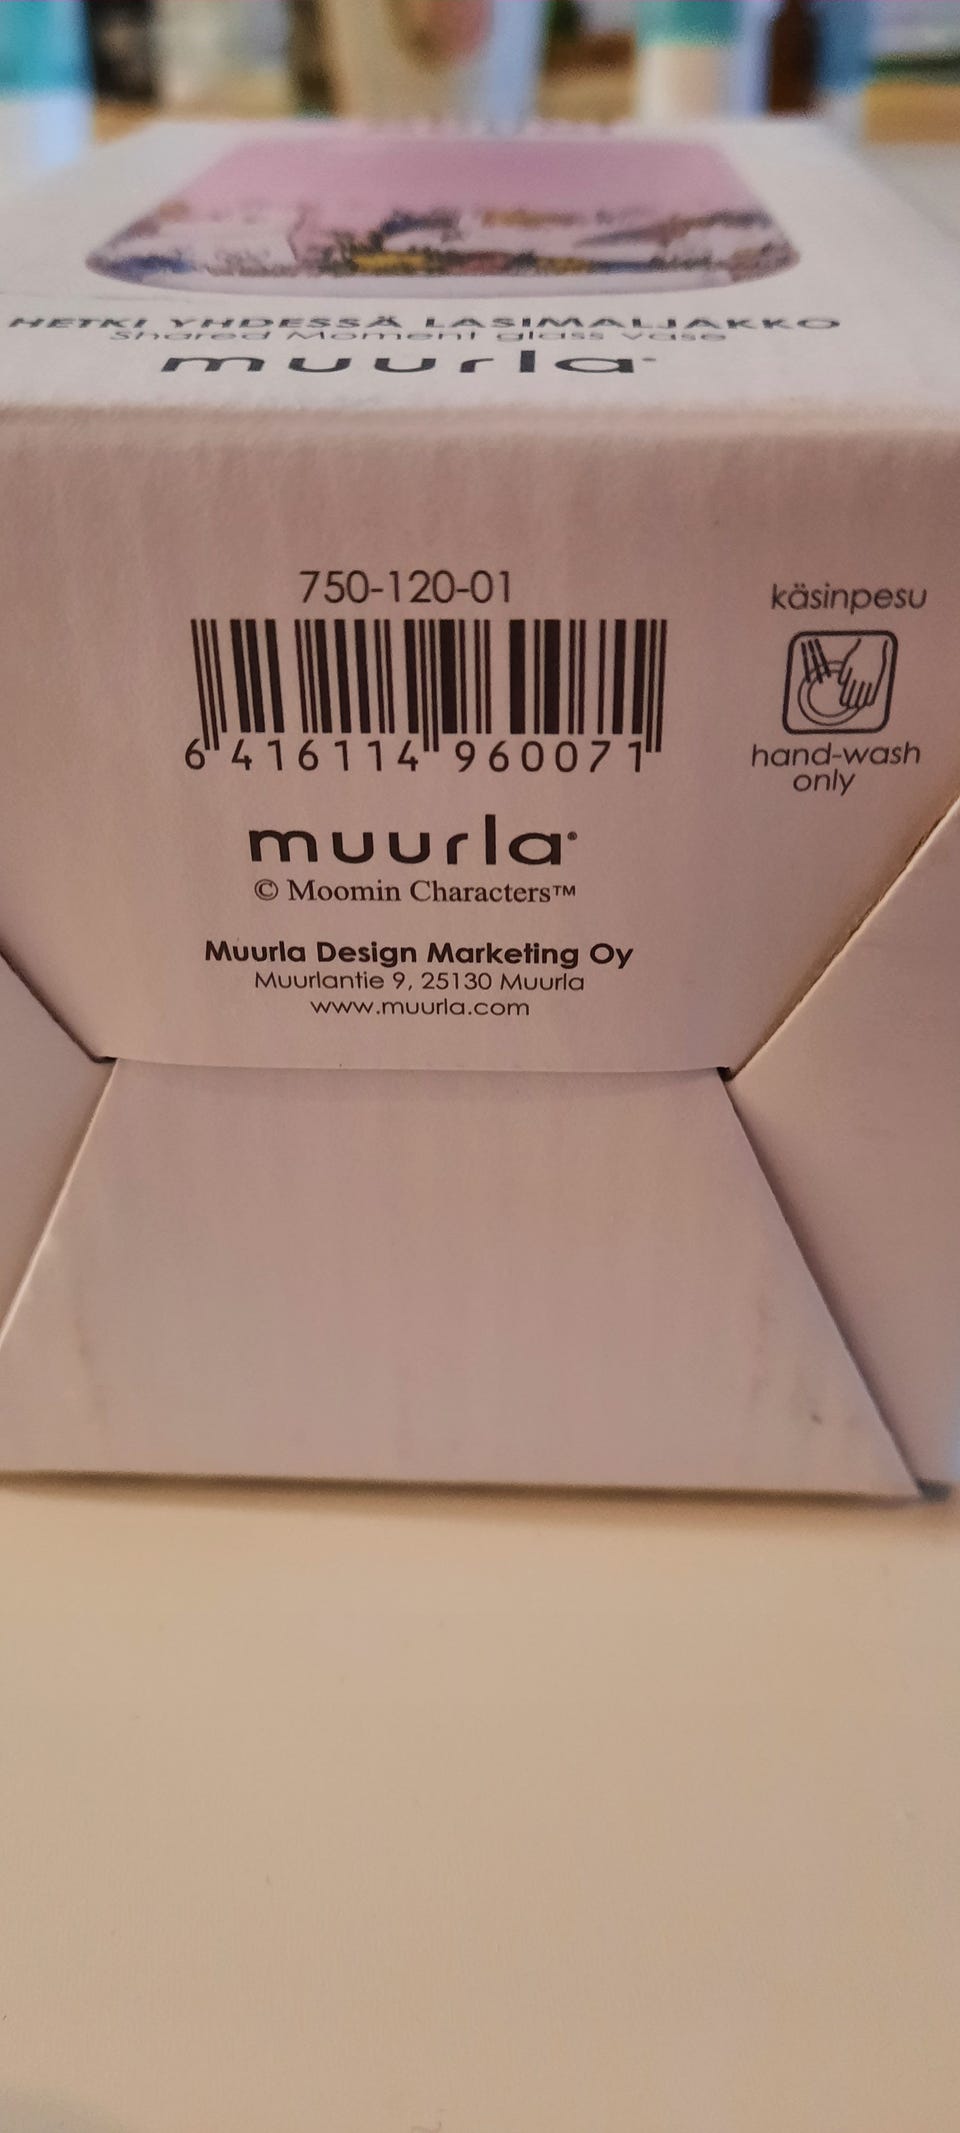 HETKI YHDESSÄ LASIMALJAKKO
Shared Moment glass vase
muurla®
750-120-01
6 416114 960071
käsinpesu
hand-wash
only
muurla®
© Moomin Characters™
Muurla Design Marketing Oy
Muurlantie 9, 25130 Muurla
www.muurla.com